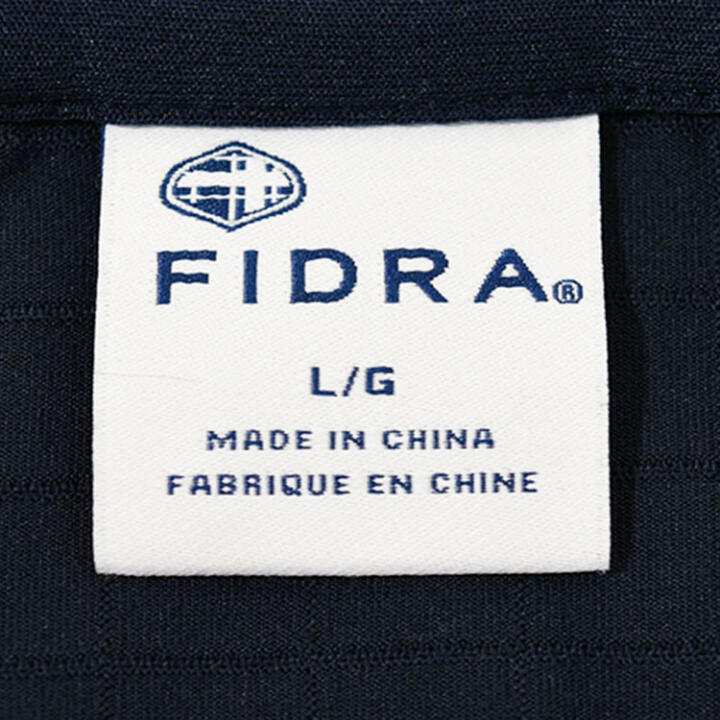 FIDRA®
L/G
MADE IN CHINA
FABRIQUE EN CHINE